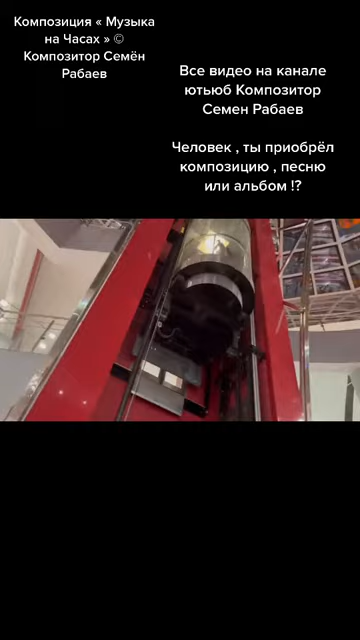 Композиция « Музыка
на Часах » ©
Композитор Семён
Рабаев
Все видео на канале
ютьюб Композитор
Семен Рабаев
Человек , ты приобрёл
композицию , песню
или альбом !?